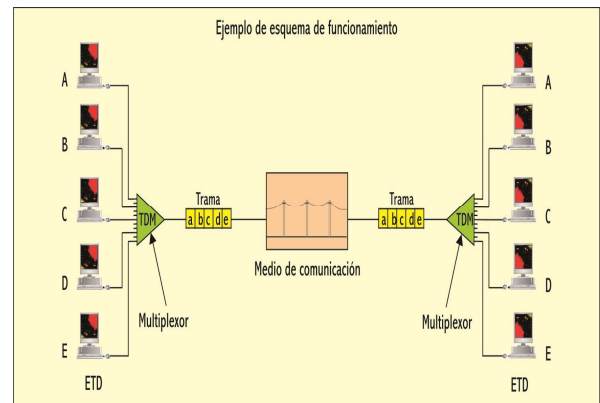 Ejemplo de esquema de funcionamiento
A
B
C
D
E
ETD
TDM
Multiplexor
Trama
a b c d e
Medio de comunicación
Trama
a b c d e
TDM
Multiplexor
A
B
C
D
E
ETD